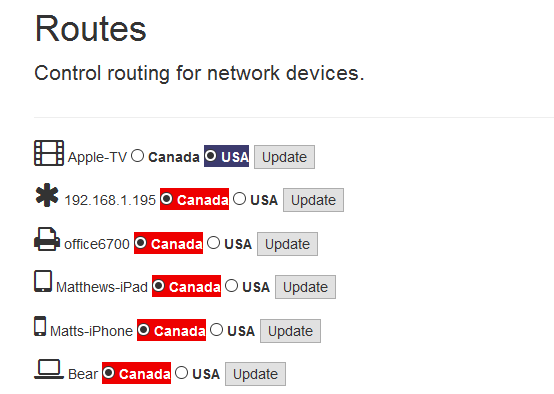 Routes
Control routing for network devices.
Apple-TV Canada USA Update
192.168.1.195 Canada USA Update
office6700 Canada USA Update
Matthews-iPad Canada USA Update
Matts-iPhone Canada USA Update
Bear Canada USA Update